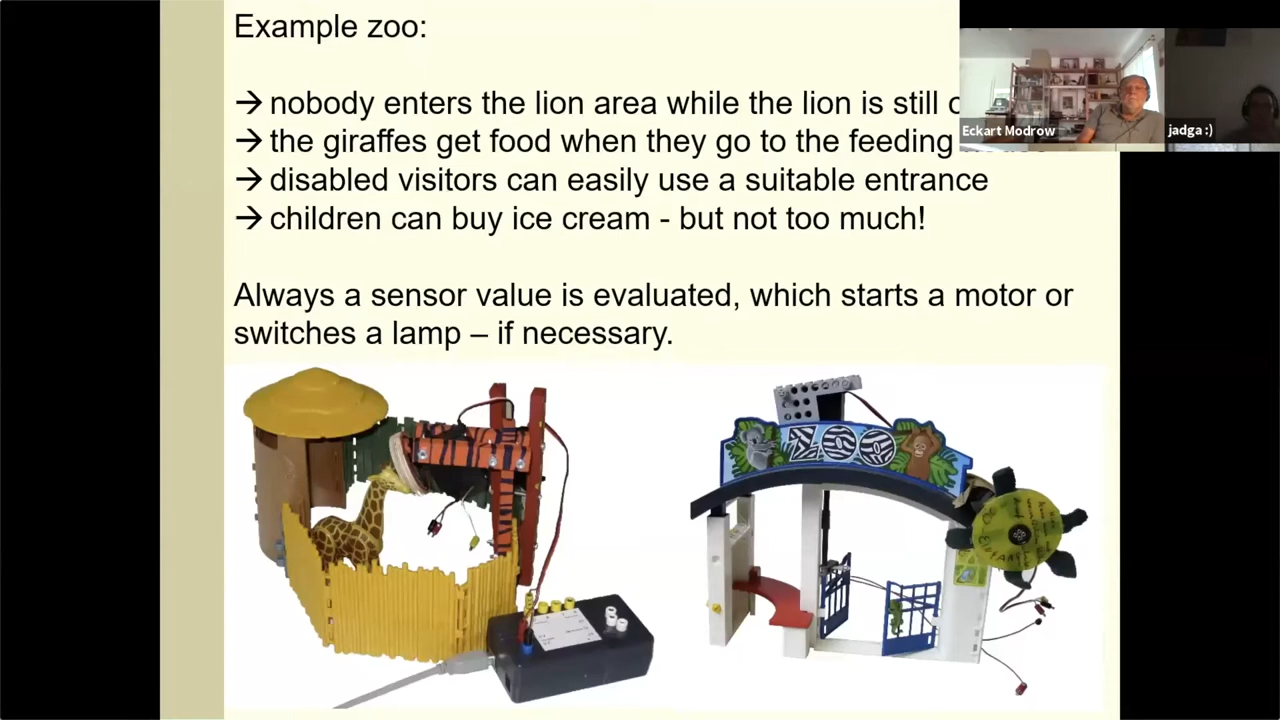 Example zoo:
→ nobody enters the lion area while the lion is still
→ the giraffes get food when they go to the feeding
→ disabled visitors can easily use a suitable entrance
→ children can buy ice cream - but not too much!
Always a sensor value is evaluated, which starts a motor or
switches a lamp – if necessary.
Eckart Modrow
jadga :)
ZOO